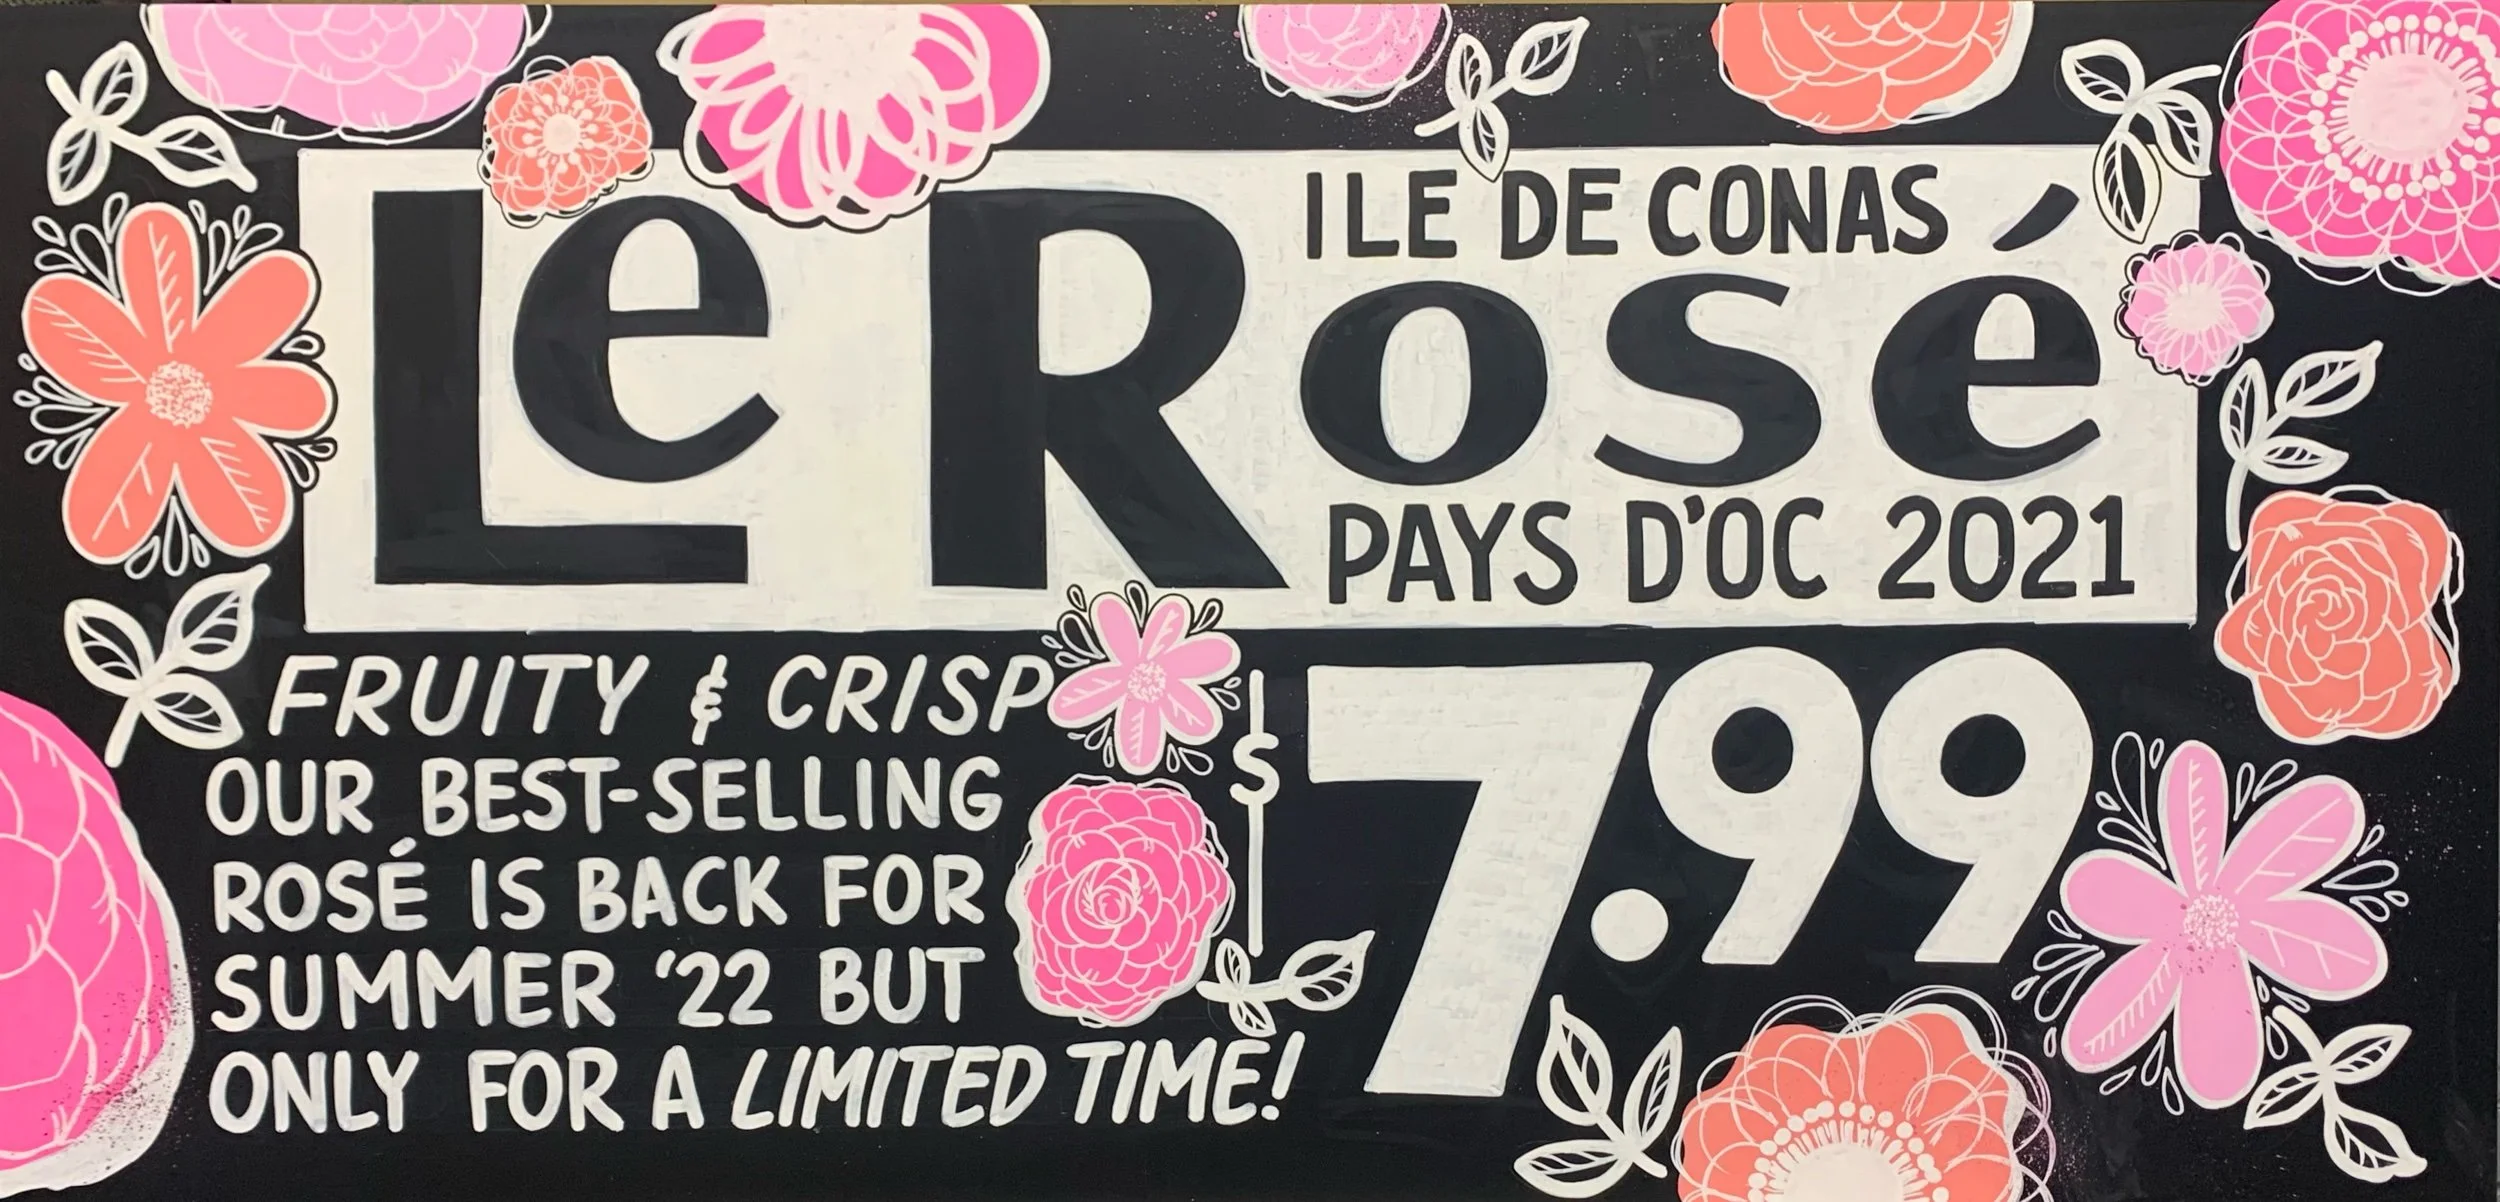 ILE DE CONAS
Le Rosé
PAYS D'OC 2021
FRUITY & CRISP
OUR BEST-SELLING
ROSÉ IS BACK FOR
SUMMER '22 BUT
ONLY FOR A LIMITED TIME!
$7.99